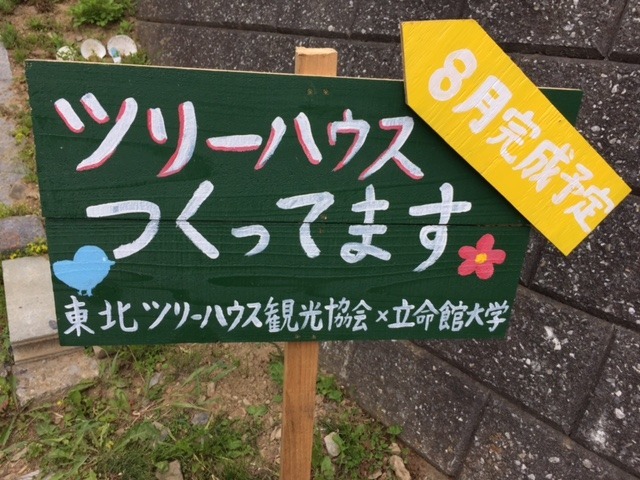 8月完成予定
ツリーハウス
つくってます
東北ツリーハウス観光協会×立命館大学